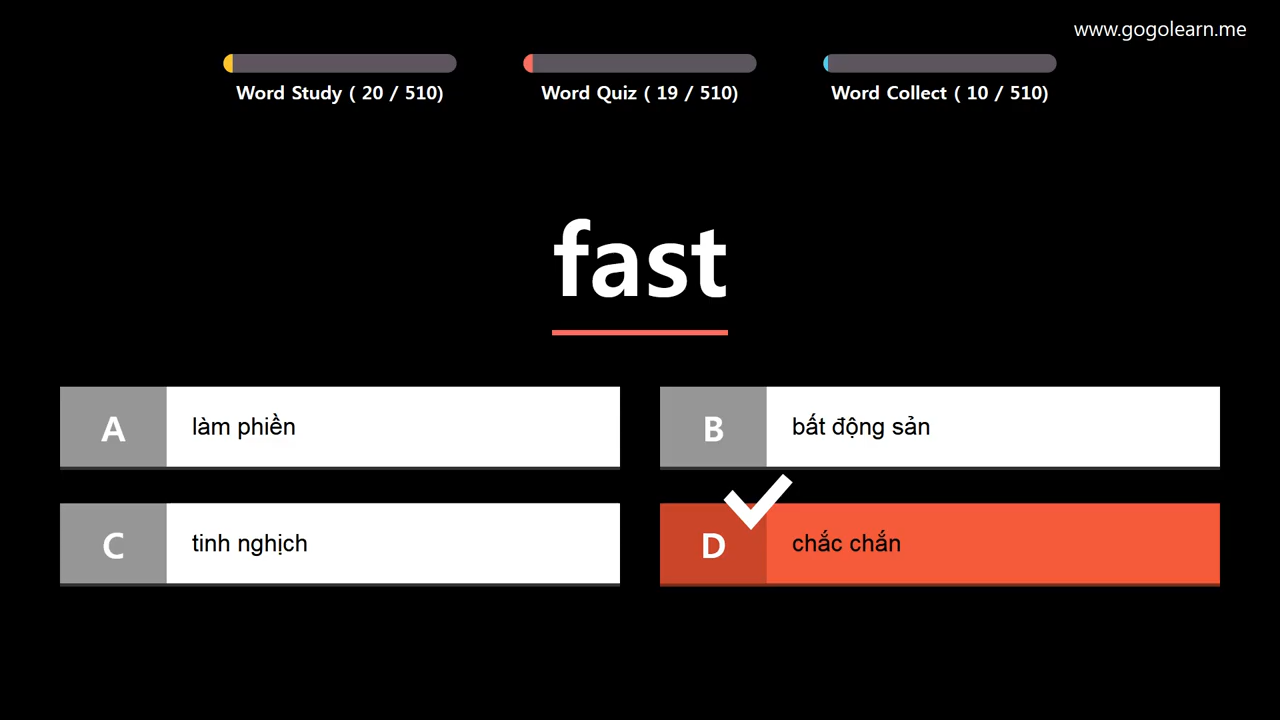 www.gogolearn.me
Word Study ( 20 / 510)
Word Quiz ( 19 / 510)
Word Collect ( 10 / 510)
fast
A làm phiền
B bất động sản
C tinh nghịch
D chắc chắn